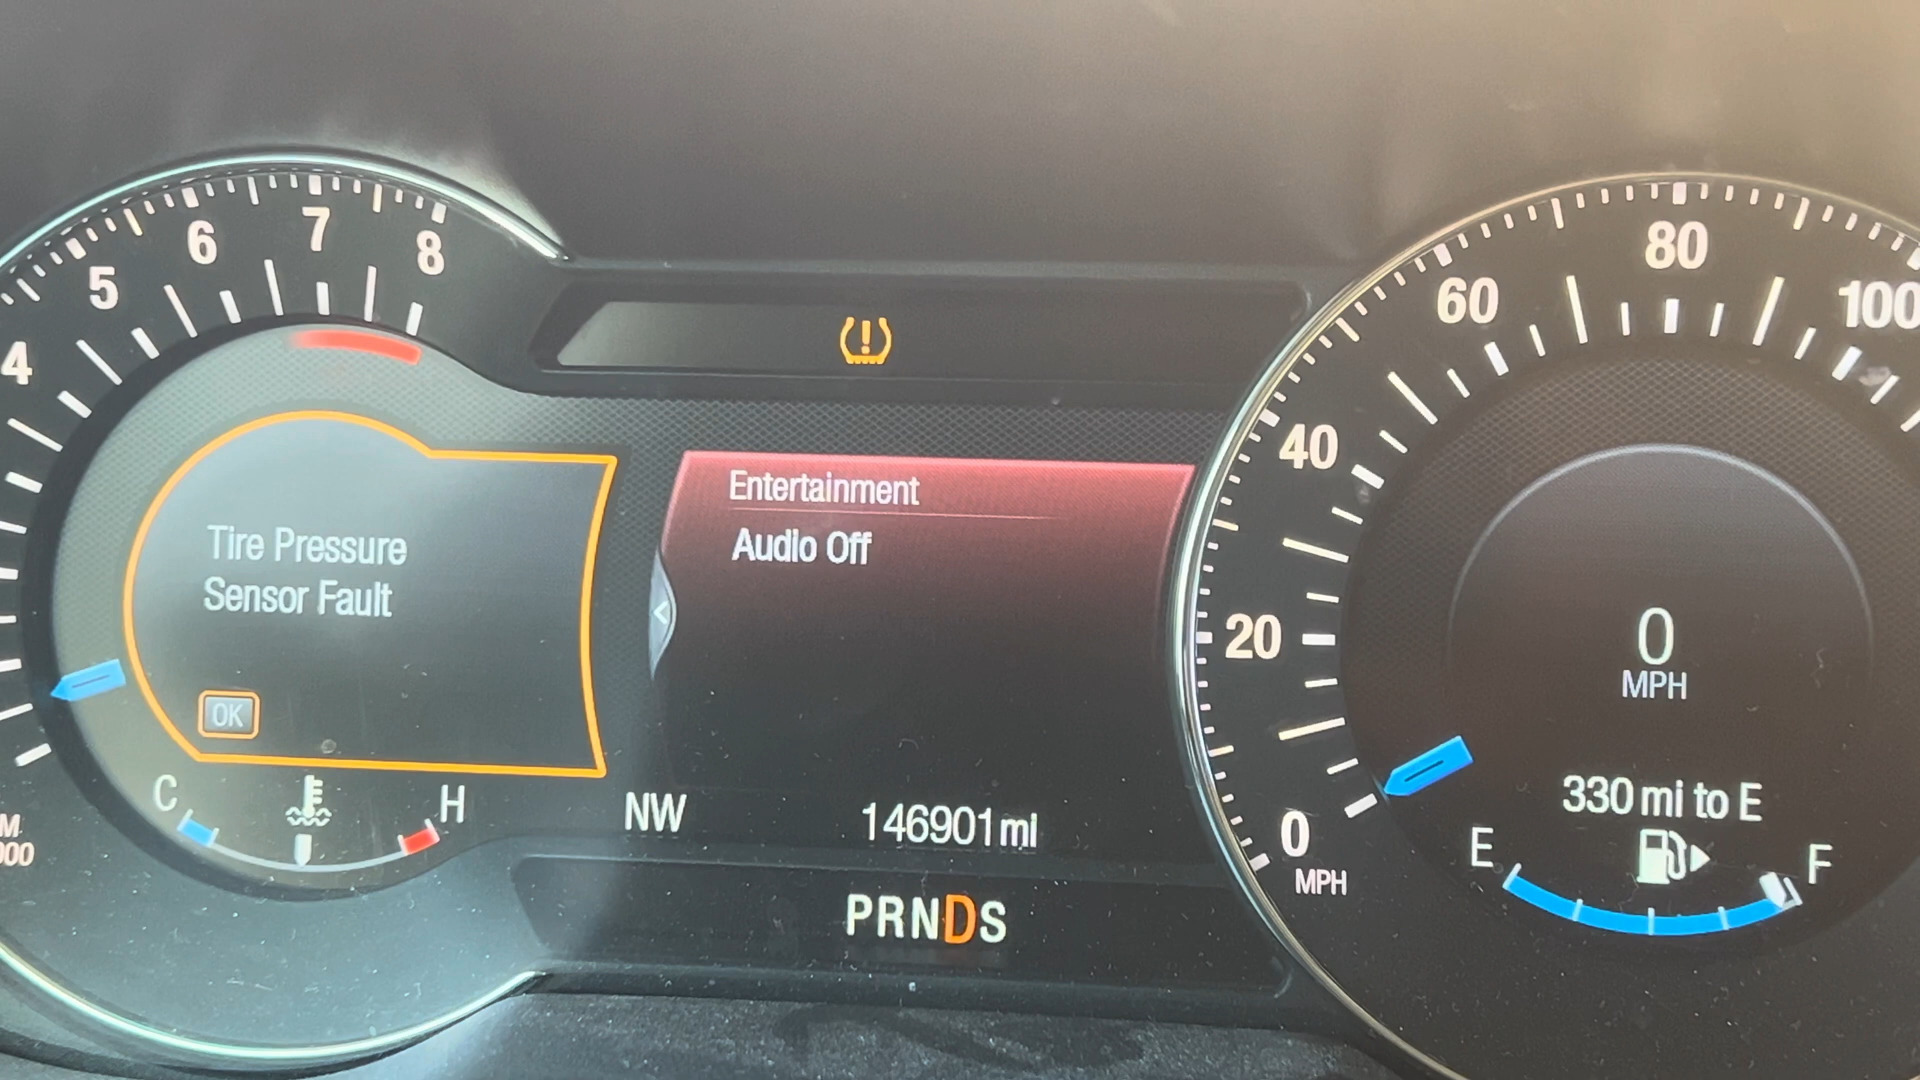 4
5
6
7
8
Tire Pressure
Sensor Fault
OK
C
H
Entertainment
Audio Off
NW
146901 mi
PRNDS
0
20
40
60
80
100
MPH
0
MPH
330 mi to E
E
F